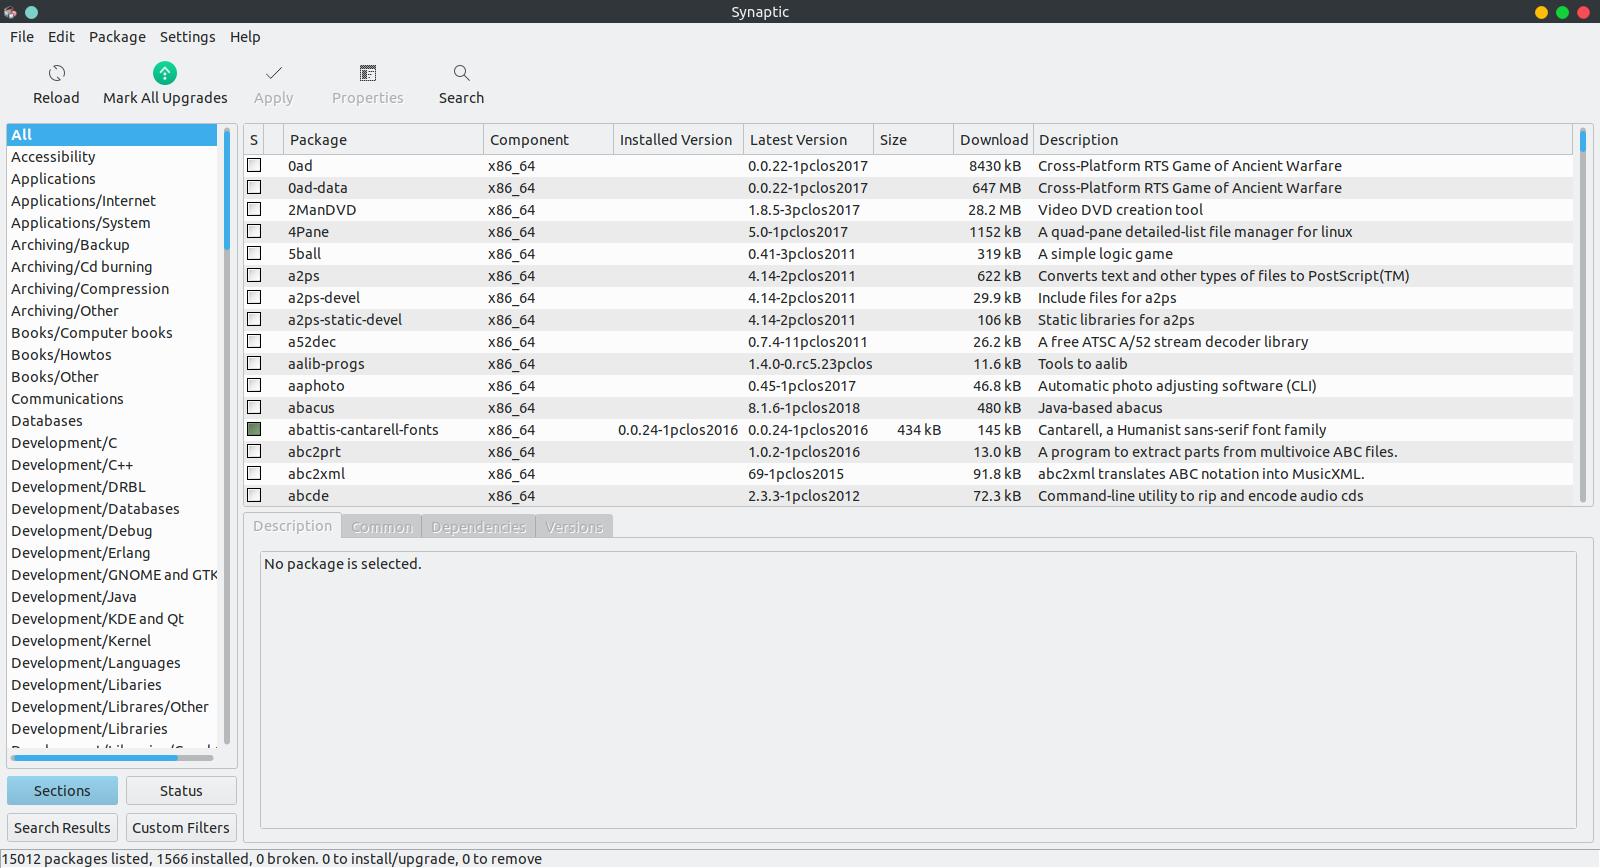 Synaptic
File Edit Package Settings Help
Reload Mark All Upgrades Apply Properties Search
All
Accessibility
Applications
Applications/Internet
Applications/System
Archiving/Backup
Archiving/Cd burning
Archiving/Compression
Archiving/Other
Books/Computer books
Books/Howtos
Books/Other
Communications
Databases
Development/C
Development/C++
Development/DRBL
Development/Databases
Development/Debug
Development/Erlang
Development/GNOME and GTK
Development/Java
Development/KDE and Qt
Development/Kernel
Development/Languages
Development/Libaries
Development/Librares/Other
Development/Libraries
Sections Status
Search Results Custom Filters
S Package Component Installed Version Latest Version Size Download Description
0ad x86_64 0.0.22-1pclos2017 8430 kB Cross-Platform RTS Game of Ancient Warfare
0ad-data x86_64 0.0.22-1pclos2017 647 MB Cross-Platform RTS Game of Ancient Warfare
2ManDVD x86_64 1.8.5-3pclos2017 28.2 MB Video DVD creation tool
4Pane x86_64 5.0-1pclos2017 1152 kB A quad-pane detailed-list file manager for linux
5ball x86_64 0.41-3pclos2011 319 kB A simple logic game
a2ps x86_64 4.14-2pclos2011 622 kB Converts text and other types of files to PostScript(TM)
a2ps-devel x86_64 4.14-2pclos2011 29.9 kB Include files for a2ps
a2ps-static-devel x86_64 4.14-2pclos2011 106 kB Static libraries for a2ps
a52dec x86_64 0.7.4-11pclos2011 26.2 kB A free ATSC A/52 stream decoder library
aalib-progs x86_64 1.4.0-0.rc5.23pclos 11.6 kB Tools to aalib
aaphoto x86_64 0.45-1pclos2017 46.8 kB Automatic photo adjusting software (CLI)
abacus x86_64 8.1.6-1pclos2018 480 kB Java-based abacus
abattis-cantarell-fonts x86_64 0.0.24-1pclos2016 0.0.24-1pclos2016 434 kB 145 kB Cantarell, a Humanist sans-serif font family
abc2prt x86_64 1.0.2-1pclos2016 13.0 kB A program to extract parts from multivoice ABC files.
abc2xml x86_64 69-1pclos2015 91.8 kB abc2xml translates ABC notation into MusicXML.
abcde x86_64 2.3.3-1pclos2012 72.3 kB Command-line utility to rip and encode audio cds
Description Common Dependencies Versions
No package is selected.
15012 packages listed, 1566 installed, 0 broken. 0 to install/upgrade, 0 to remove